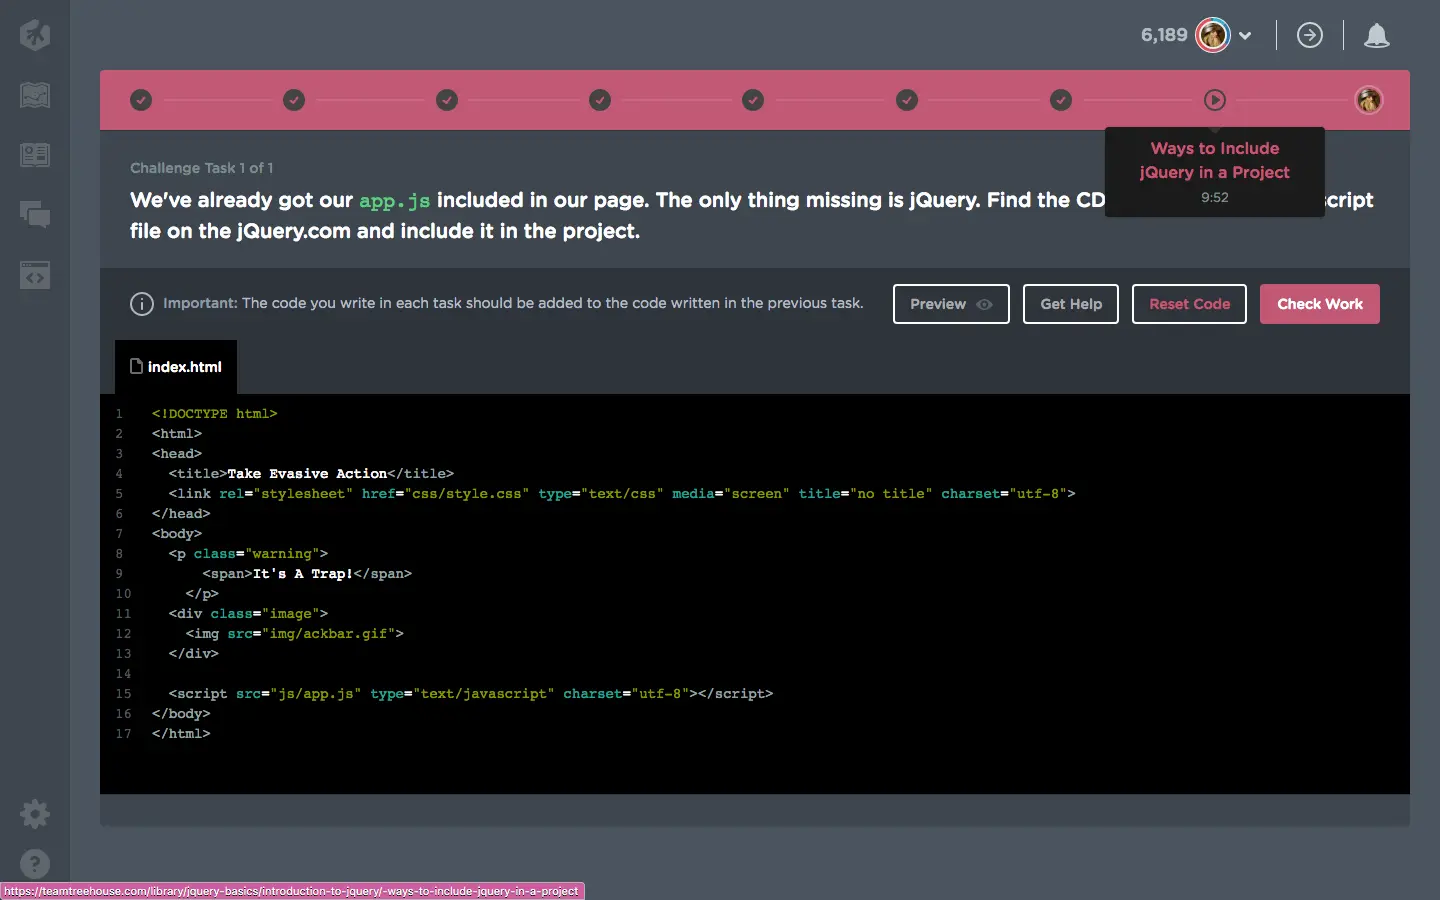 6,189
Challenge Task 1 of 1
We've already got our app.js included in our page. The only thing missing is jQuery. Find the CD
cript
file on the jQuery.com and include it in the project.
Ways to Include
jQuery in a Project
9:52
Important: The code you write in each task should be added to the code written in the previous task.
Preview
Get Help
Reset Code
Check Work
index.html
1 <!DOCTYPE html>
2 <html>
3 <head>
4 <title>Take Evasive Action</title>
5 <link rel="stylesheet" href="css/style.css" type="text/css" media="screen" title="no title" charset="utf-8">
6 </head>
7 <body>
8 <p class="warning">
9 <span>It's A Trap!</span>
10 </p>
11 <div class="image">
12 <img src="img/ackbar.gif">
13 </div>
14
15 <script src="js/app.js" type="text/javascript" charset="utf-8"></script>
16 </body>
17 </html>
?
https://teamtreehouse.com/library/jquery-basics/introduction-to-jquery/-ways-to-include-jquery-in-a-project